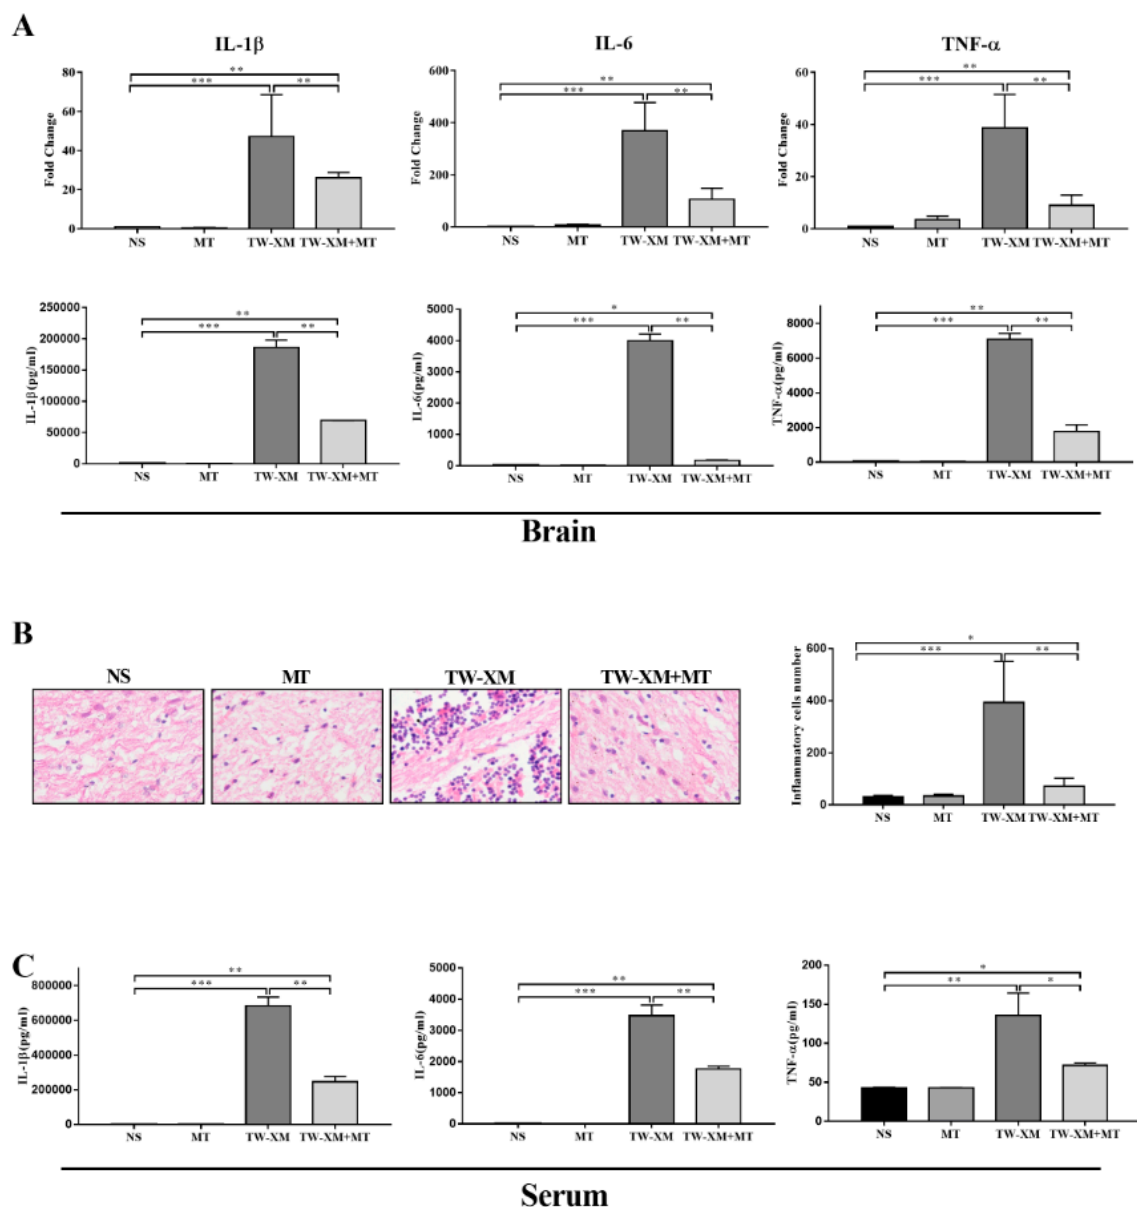 A
IL-1β
IL-6
TNF-α
** *** **
Fold Change
80
60
40
20
0
NS MT TW-XM TW-XM+MT
** *** **
Fold Change
600
400
200
0
NS MT TW-XM TW-XM+MT
** *** **
Fold Change
60
40
20
0
NS MT TW-XM TW-XM+MT
** *** **
IL-1β(pg/ml)
250000
200000
150000
100000
50000
0
NS MT TW-XM TW-XM+MT
* *** **
IL-6(pg/ml)
5000
4000
3000
2000
1000
0
NS MT TW-XM TW-XM+MT
** *** **
TNF-α(pg/ml)
8000
6000
4000
2000
0
NS MT TW-XM TW-XM+MT
Brain
B
NS MT TW-XM TW-XM+MT
* *** **
Inflammatory cells number
600
400
200
0
NS MT TW-XM TW-XM+MT
C
** *** **
IL-1β(pg/ml)
800000
600000
400000
200000
0
NS MT TW-XM TW-XM+MT
** *** **
IL-6(pg/ml)
5000
4000
3000
2000
1000
0
NS MT TW-XM TW-XM+MT
* ** *
TNF-α(pg/ml)
200
150
100
50
0
NS MT TW-XM TW-XM+MT
Serum